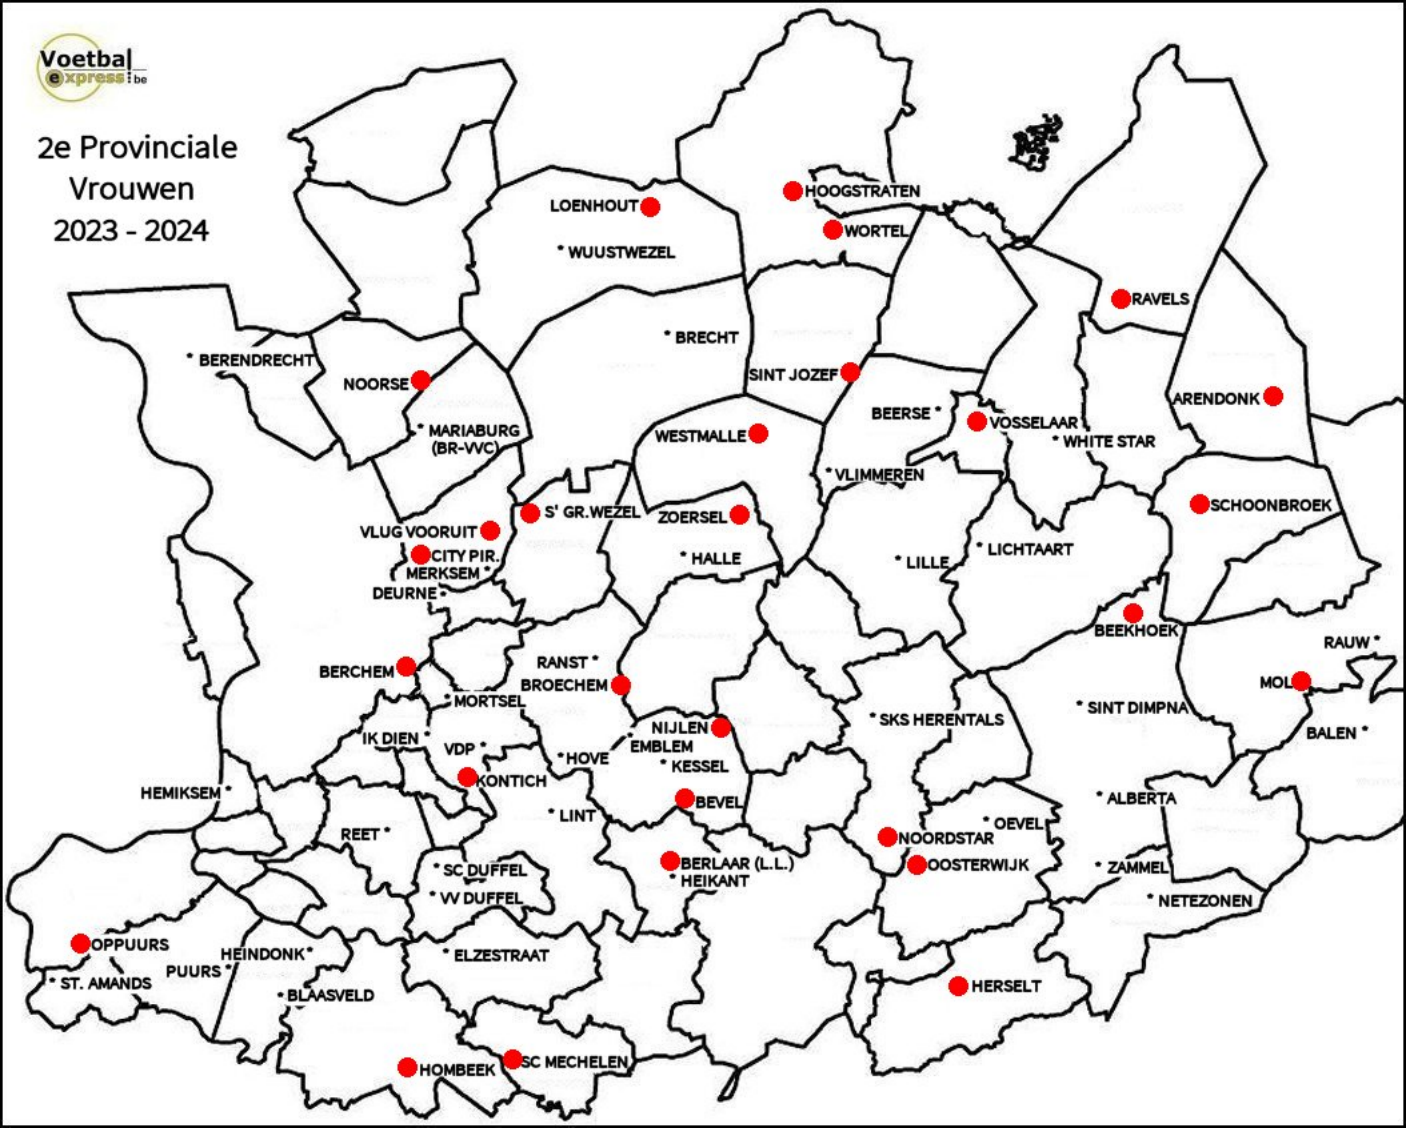 Voetbal
express.be
2e Provinciale
Vrouwen
2023 - 2024
HOOGSTRATEN
LOENHOUT
WORTEL
* WUUSTWEZEL
RAVELS
* BRECHT
* BERENDRECHT
SINT JOZEF
NOORSE
ARENDONK
BEERSE *
VOSSELAAR
* MARIABURG
(BR-VVC)
WESTMALLE
* WHITE STAR
* VLIMMEREN
SCHOONBROEK
S' GR.WEZEL
ZOERSEL
VLUG VOORUIT
* LICHTAART
CITY PIR.
* HALLE
* LILLE
MERKSEM *
DEURNE *
BEEKHOEK
RAUW *
RANST *
BERCHEM
BROECHEM
MOL
* MORTSEL
* SINT DIMPNA
* SKS HERENTALS
NIJLEN
BALEN *
IK DIEN *
* EMBLEM
VDP *
* HOVE
* KESSEL
KONTICH
HEMIKSEM *
* ALBERTA
BEVEL
* LINT
* OEVEL
REET *
NOORDSTAR
BERLAAR (L.L.)
OOSTERWIJK
* ZAMMEL
* SC DUFFEL
* HEIKANT
* VV DUFFEL
* NETEZONEN
OPPUURS
HEINDONK *
* ELZESTRAAT
PUURS *
* ST. AMANDS
HERSELT
* BLAASVELD
SC MECHELEN
HOMBEEK